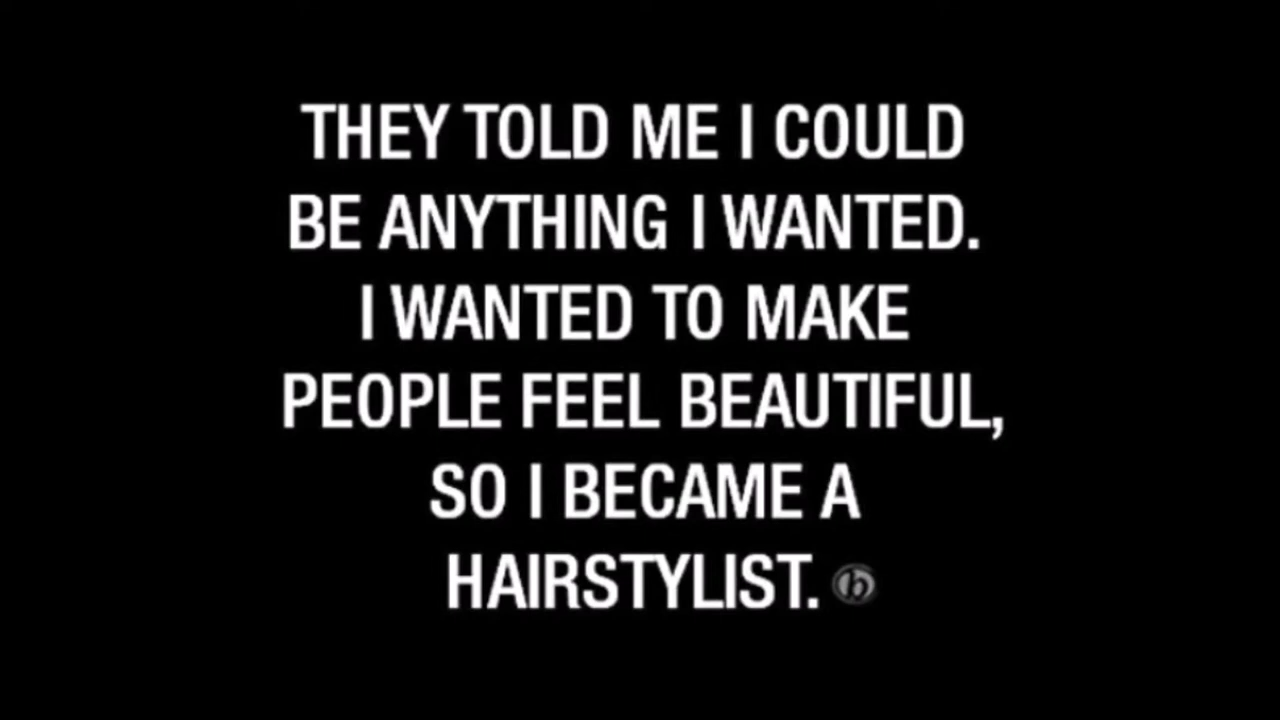 THEY TOLD ME I COULD
BE ANYTHING I WANTED.
I WANTED TO MAKE
PEOPLE FEEL BEAUTIFUL,
SO I BECAME A
HAIRSTYLIST. b